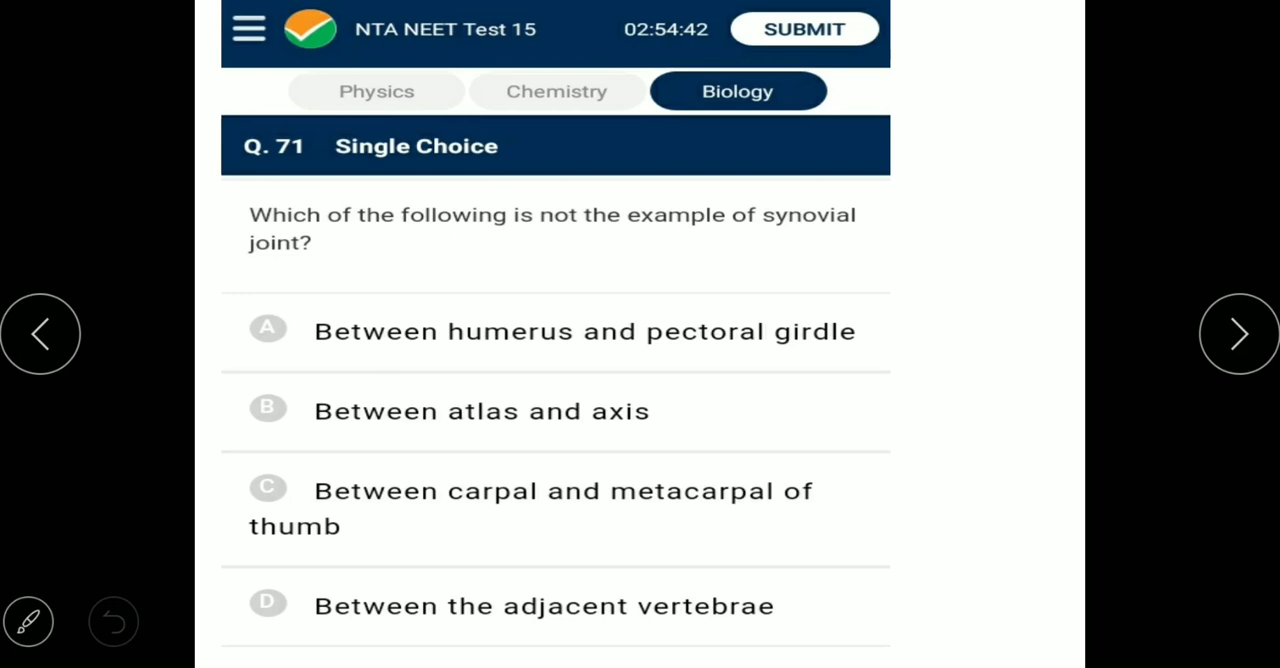 NTA NEET Test 15 02:54:42 SUBMIT
Physics Chemistry Biology
Q. 71 Single Choice
Which of the following is not the example of synovial
joint?
A Between humerus and pectoral girdle
B Between atlas and axis
C Between carpal and metacarpal of
thumb
D Between the adjacent vertebrae